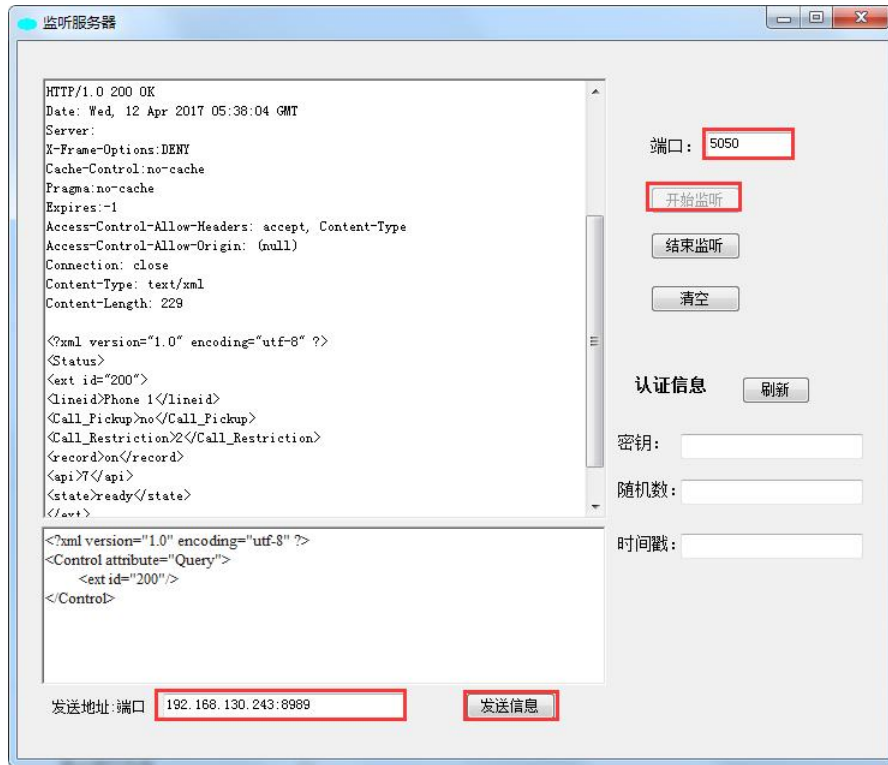 监听服务器
HTTP/1.0 200 OK
Date: Wed, 12 Apr 2017 05:38:04 GMT
Server:
X-Frame-Options:DENY
Cache-Control:no-cache
Pragma:no-cache
Expires:-1
Access-Control-Allow-Headers: accept, Content-Type
Access-Control-Allow-Origin: (null)
Connection: close
Content-Type: text/xml
Content-Length: 229
<?xml version="1.0" encoding="utf-8" ?>
<Status>
<ext id="200">
<lineid>Phone 1</lineid>
<Call_Pickup>no</Call_Pickup>
<Call_Restriction>2</Call_Restriction>
<record>on</record>
<api>7</api>
<state>ready</state>
</ext>
<?xml version="1.0" encoding="utf-8" ?>
<Control attribute="Query">
<ext id="200"/>
</Control>
发送地址:端口 192.168.130.243:8989 发送信息
端口： 5050
开始监听
结束监听
清空
认证信息 刷新
密钥：
随机数：
时间戳：